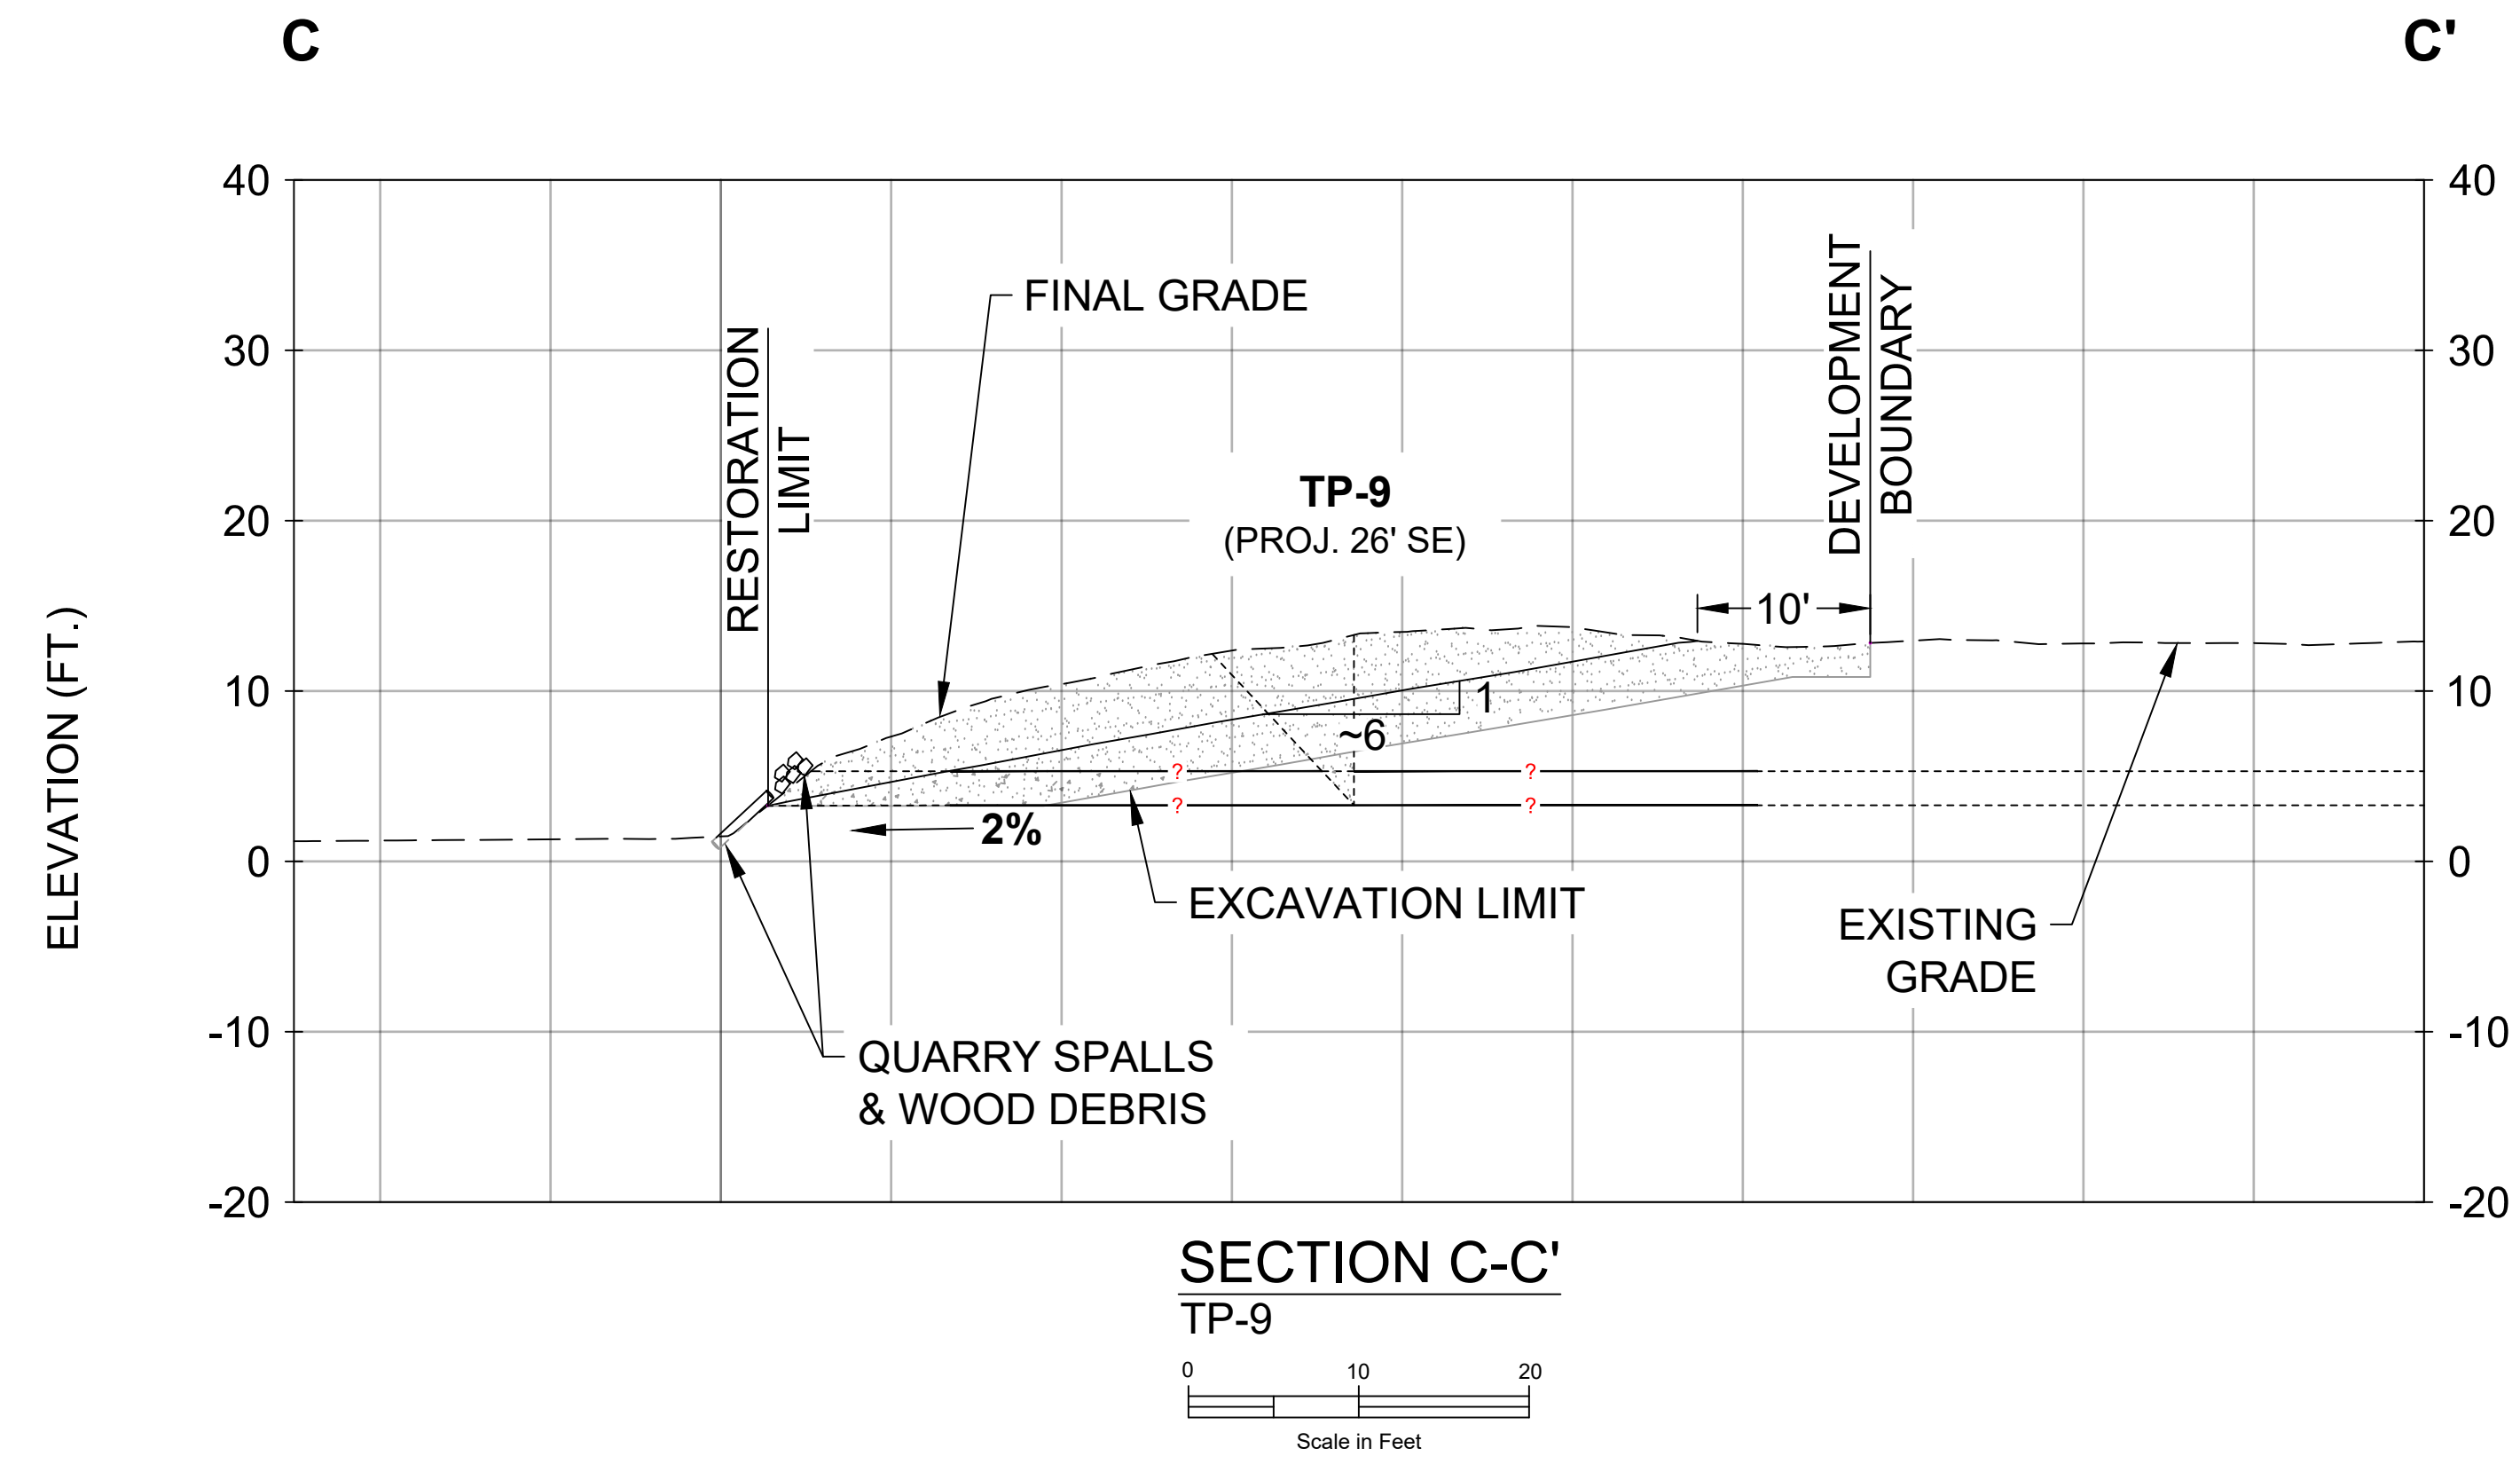 C
C'
40
40
30
30
20
20
10
10
0
0
-10
-10
-20
-20
ELEVATION (FT.)
RESTORATION
LIMIT
FINAL GRADE
TP-9
(PROJ. 26' SE)
DEVELOPMENT
BOUNDARY
10'
1
~6
?
?
?
?
2%
EXCAVATION LIMIT
EXISTING
GRADE
QUARRY SPALLS
& WOOD DEBRIS
SECTION C-C'
TP-9
0
10
20
Scale in Feet